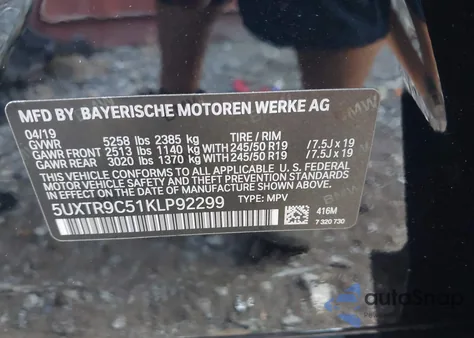 MFD BY BAYERISCHE MOTOREN WERKE AG
04/19
GVWR 5258 lbs 2385 kg TIRE / RIM
GAWR FRONT 2513 lbs 1140 kg WITH 245/50 R19 /7.5J x 19
GAWR REAR 3020 lbs 1370 kg WITH 245/50 R19 /7.5J x 19
THIS VEHICLE CONFORMS TO ALL APPLICABLE U.S. FEDERAL
MOTOR VEHICLE SAFETY AND THEFT PREVENTION STANDARDS
IN EFFECT ON THE DATE OF MANUFACTURE SHOWN ABOVE.
5UXTR9C51KLP92299 TYPE: MPV
416M
7 320 730
autoSnap